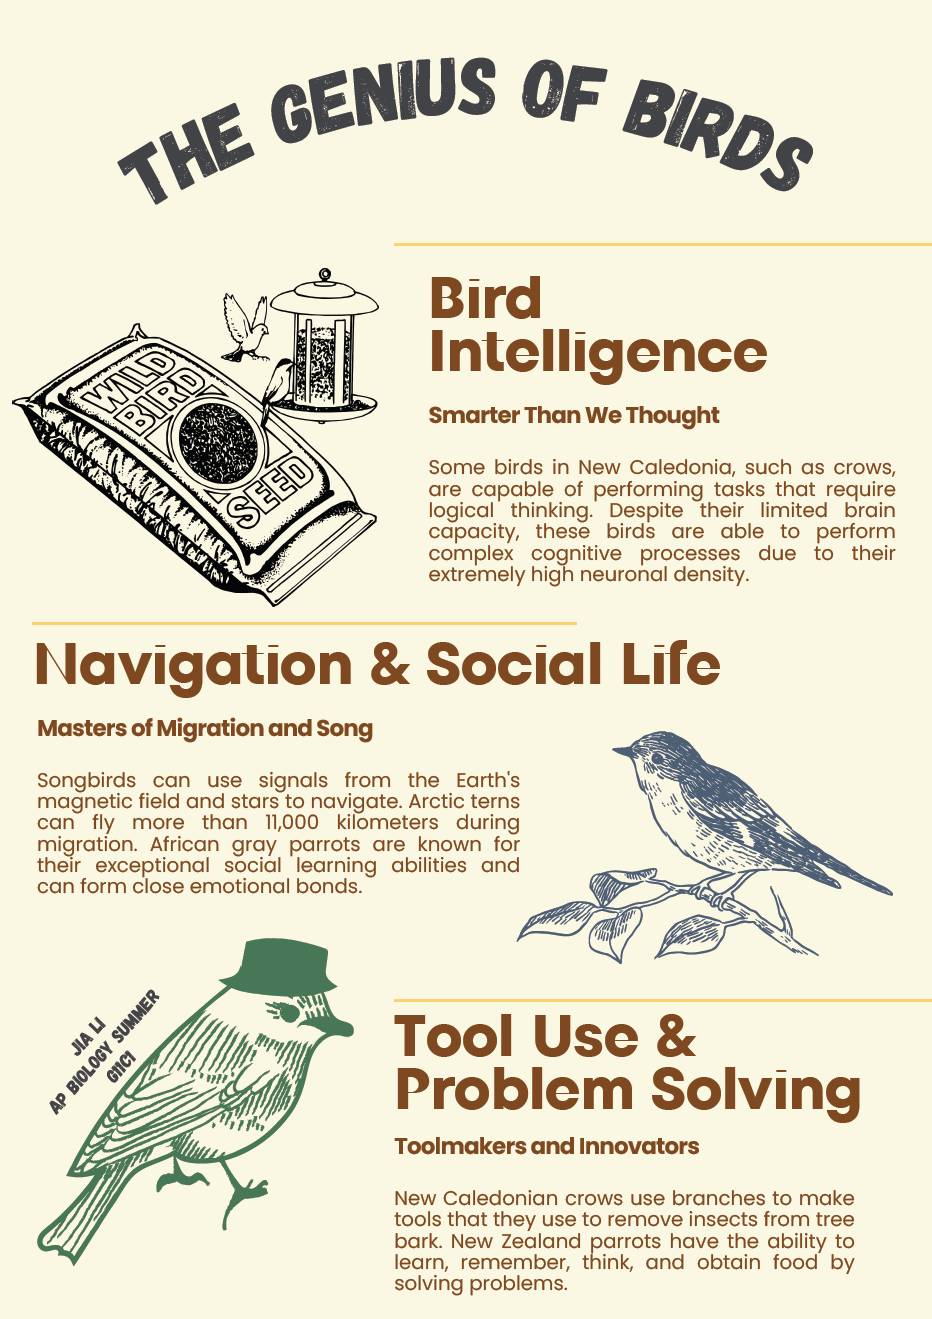 THE GENIUS OF BIRDS
WILD
BIRD
SEED
Bird
Intelligence
Smarter Than We Thought
Some birds in New Caledonia, such as crows,
are capable of performing tasks that require
logical thinking. Despite their limited brain
capacity, these birds are able to perform
complex cognitive processes due to their
extremely high neuronal density.
Navigation & Social Life
Masters of Migration and Song
Songbirds can use signals from the Earth's
magnetic field and stars to navigate. Arctic terns
can fly more than 11,000 kilometers during
migration. African gray parrots are known for
their exceptional social learning abilities and
can form close emotional bonds.
JIA LI
AP BIOLOGY SUMMER
G11C1
Tool Use &
Problem Solving
Toolmakers and Innovators
New Caledonian crows use branches to make
tools that they use to remove insects from tree
bark. New Zealand parrots have the ability to
learn, remember, think, and obtain food by
solving problems.